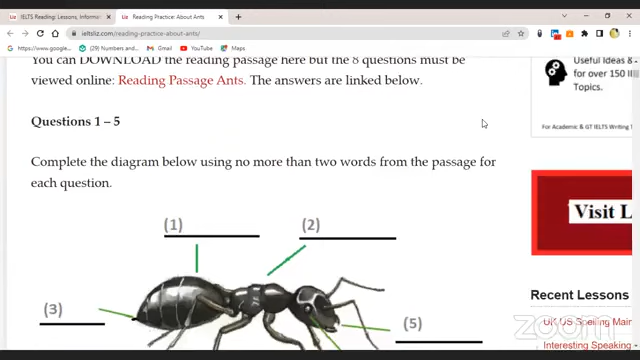 IELTS Reading: Lessons, Informat
Reading Practice: About Ants
ieltsliz.com/reading-practice-about-ants/
https://www.google...
(29) Numbers and...
Gmail
YouTube
Maps
You can DOWNLOAD the reading passage here but the 8 questions must be
viewed online: Reading Passage Ants. The answers are linked below.
Questions 1 – 5
Complete the diagram below using no more than two words from the passage for
each question.
(1)
(2)
(3)
(5)
Useful Ideas &
for over 150 IE
Topics.
For Academic & GT IELTS Writing T
Visit L
Recent Lessons
UK US Spelling Main
Interesting Speaking
zoom